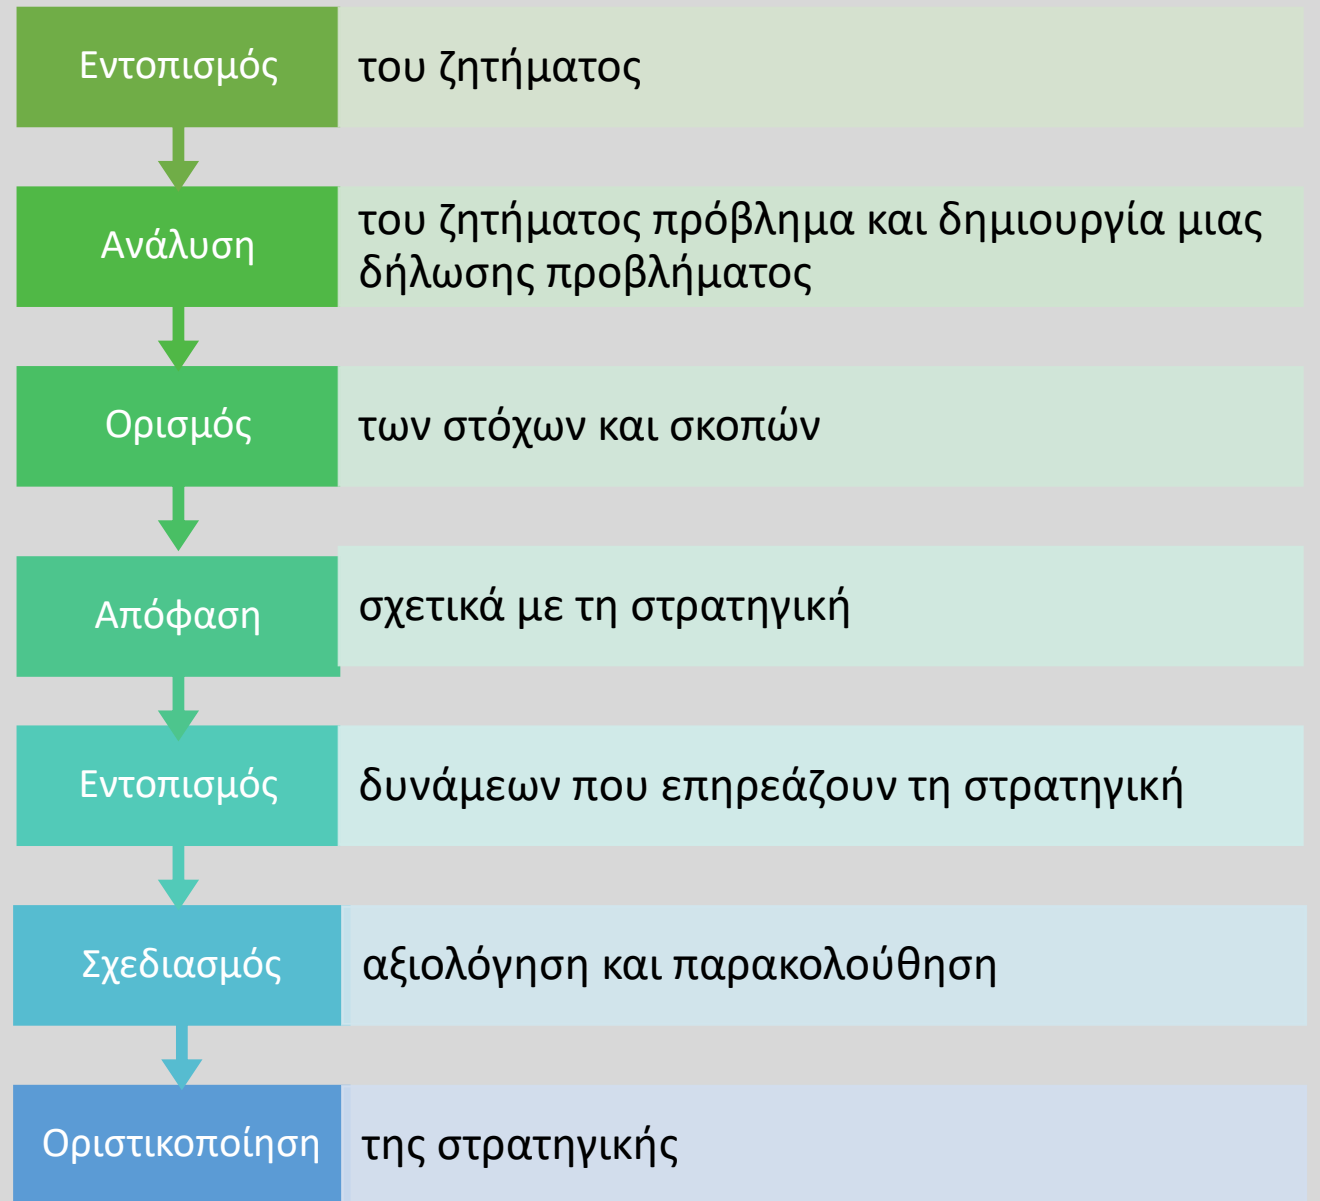 Εντοπισμός
του ζητήματος
Ανάλυση
του ζητήματος πρόβλημα και δημιουργία μιας
δήλωσης προβλήματος
Ορισμός
των στόχων και σκοπών
Απόφαση
σχετικά με τη στρατηγική
Εντοπισμός
δυνάμεων που επηρεάζουν τη στρατηγική
Σχεδιασμός
αξιολόγηση και παρακολούθηση
Οριστικοποίηση
της στρατηγικής